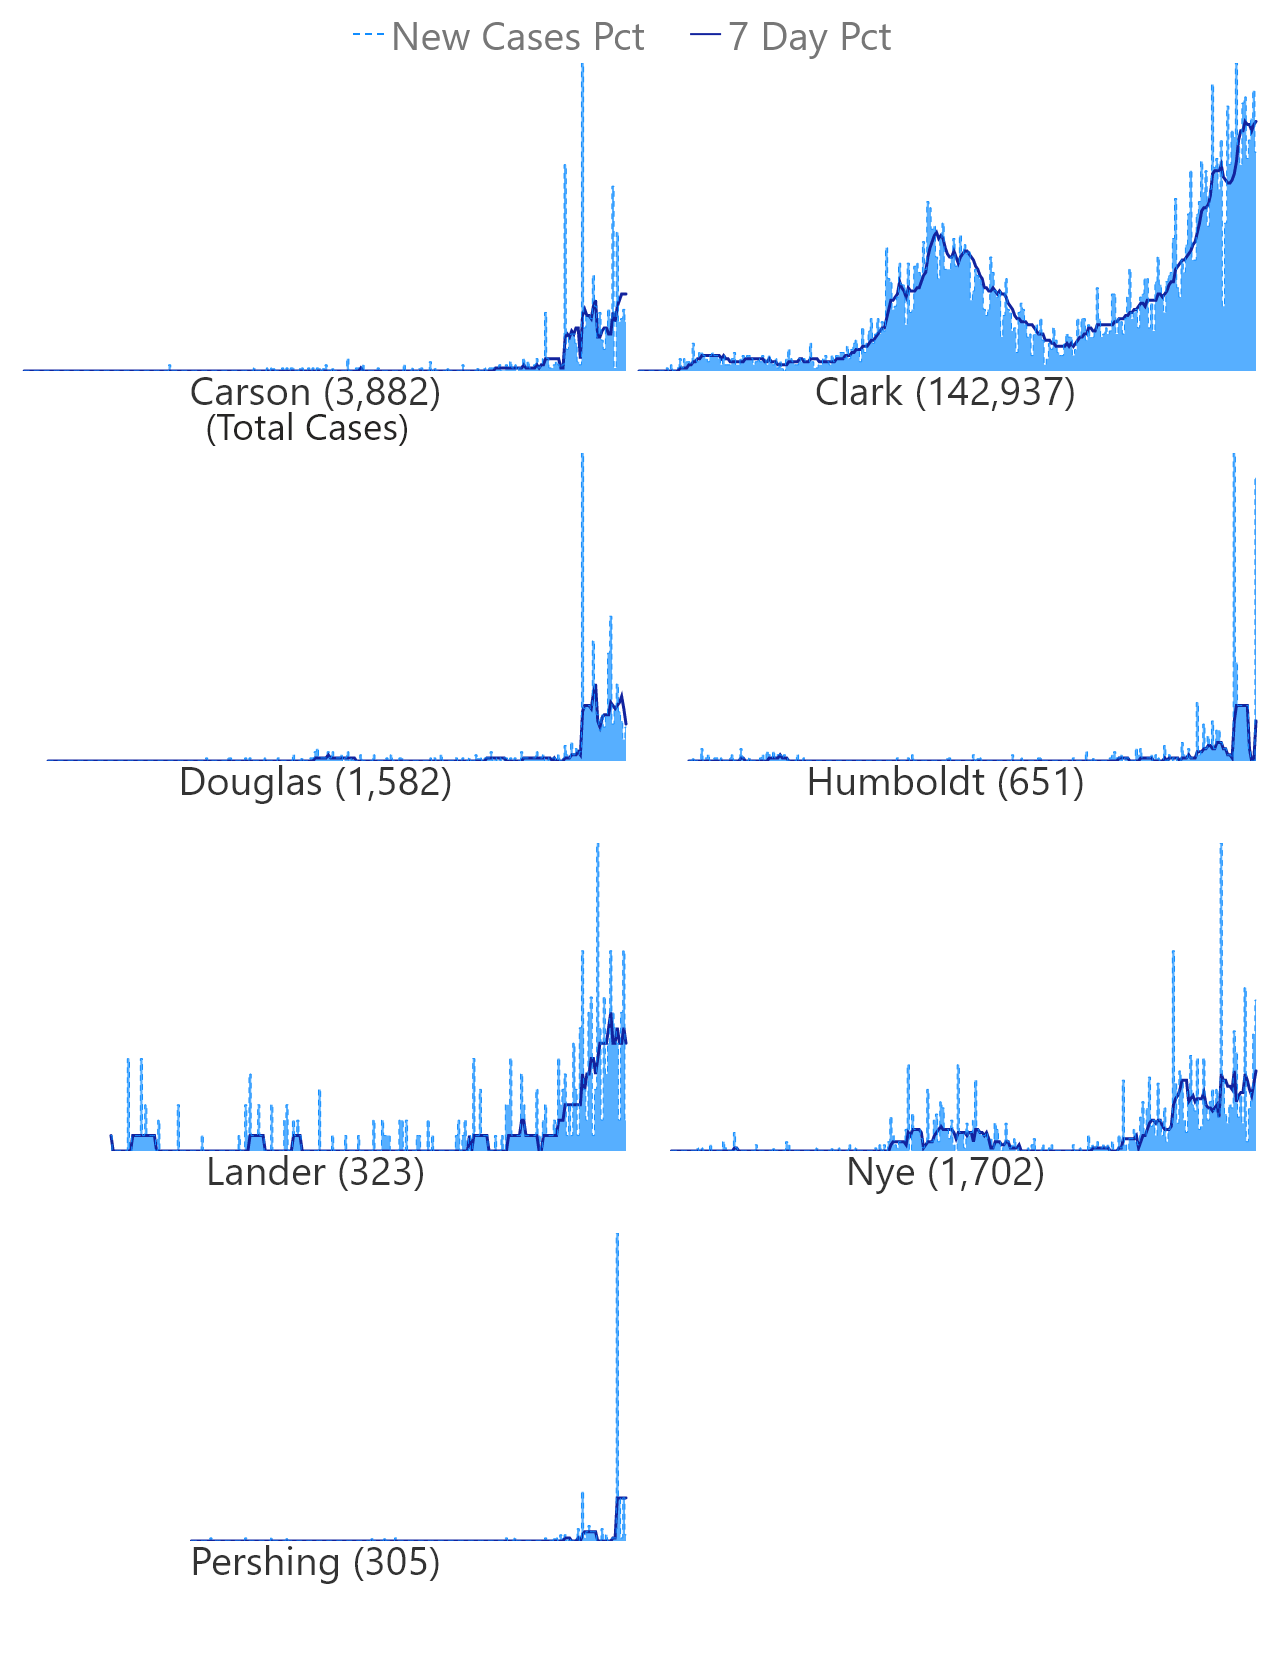 New Cases Pct 7 Day Pct
Carson (3,882)
(Total Cases)
Clark (142,937)
Douglas (1,582)
Humboldt (651)
Lander (323)
Nye (1,702)
Pershing (305)